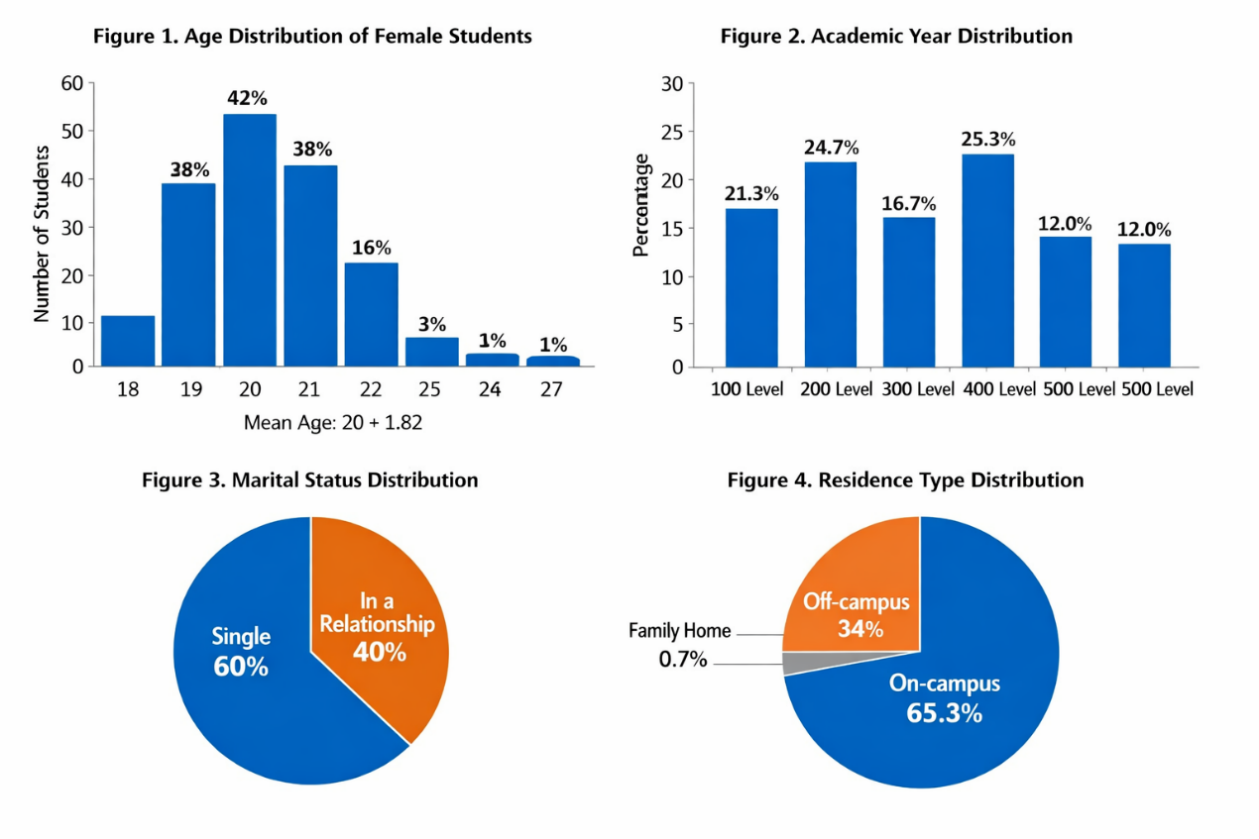 Figure 1. Age Distribution of Female Students
Number of Students
60
50
40
30
20
10
0
42%
38%
38%
16%
3%
1%
1%
18 19 20 21 22 25 24 27
Mean Age: 20 + 1.82
Figure 2. Academic Year Distribution
Percentage
30
25
20
15
10
5
0
21.3%
24.7%
16.7%
25.3%
12.0%
12.0%
100 Level 200 Level 300 Level 400 Level 500 Level 500 Level
Figure 3. Marital Status Distribution
Single
60%
In a
Relationship
40%
Figure 4. Residence Type Distribution
Off-campus
34%
Family Home
0.7%
On-campus
65.3%